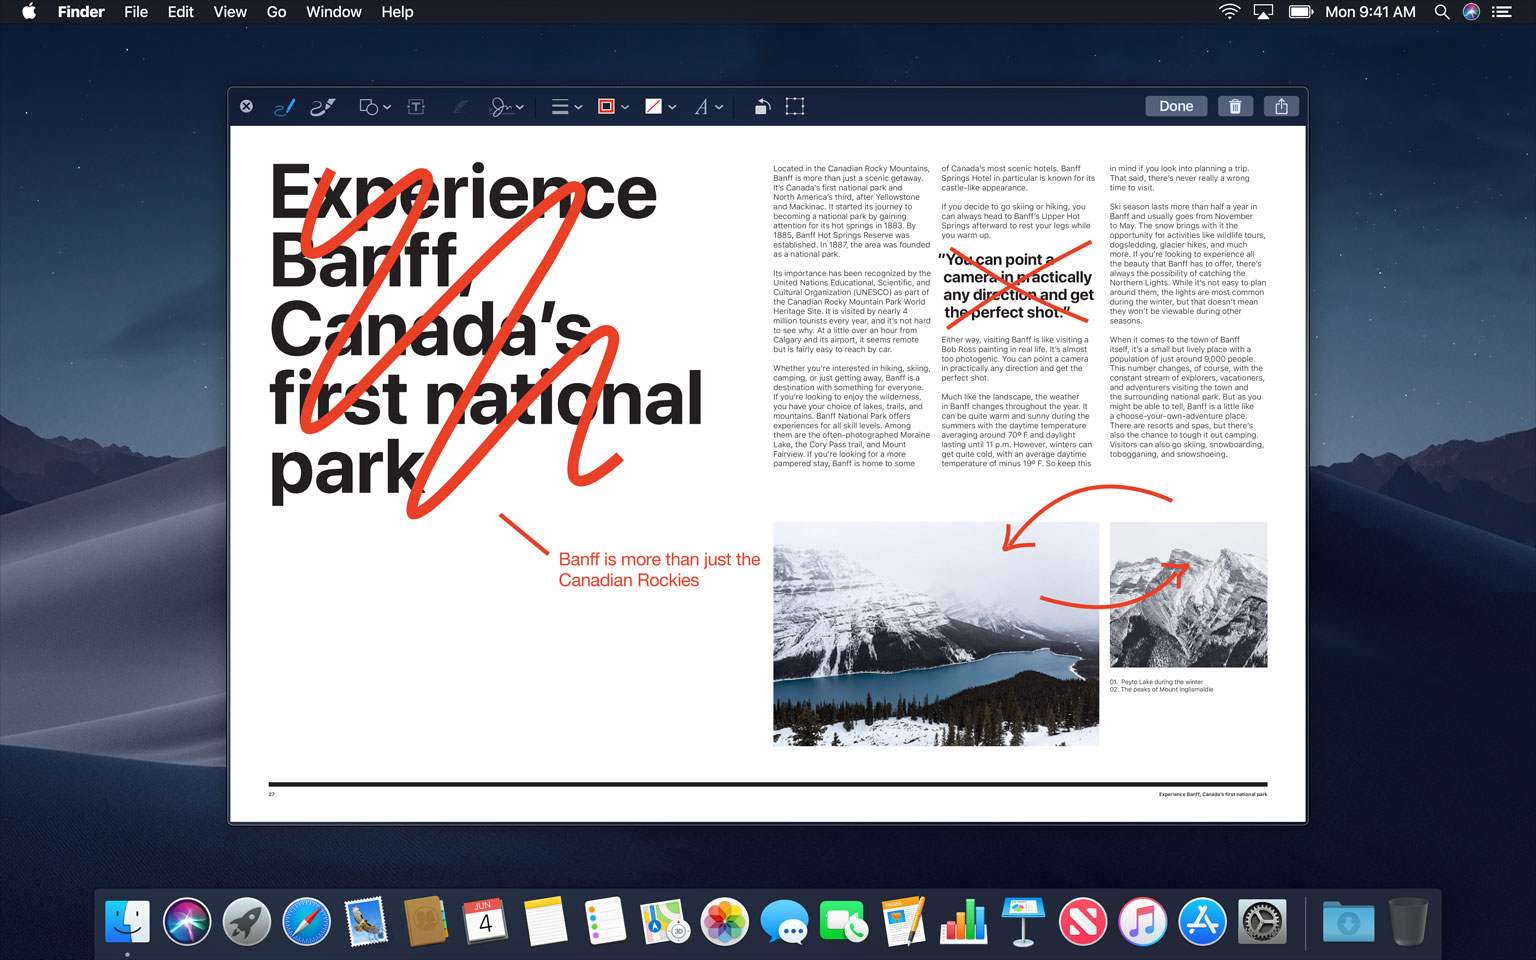 Finder File Edit View Go Window Help
Mon 9:41 AM
Done
Experience
Banff,
Canada's
first national
park
Banff is more than just the
Canadian Rockies
Located in the Canadian Rocky Mountains,
Banff is more than just a scenic getaway.
It's Canada's first national park and
North America's third, after Yellowstone
and Mackinac. It started its journey to
becoming a national park by gaining
attention for its hot springs in 1883. By
1885, Banff Hot Springs Reserve was
established. In 1887, the area was founded
as a national park.
Its importance has been recognized by the
United Nations Educational, Scientific, and
Cultural Organization (UNESCO) as part of
the Canadian Rocky Mountain Park World
Heritage Site. It is visited by nearly 4
million tourists every year, and it's not hard
to see why. At a little over an hour from
Calgary and its airport, it seems remote
but is fairly easy to reach by car.
Whether you're interested in hiking, skiing,
camping, or just getting away, Banff is a
destination with something for everyone.
If you're looking to enjoy the wilderness,
you have your choice of lakes, trails, and
mountains. Banff National Park offers
experiences for all skill levels. Among
them are the often-photographed Moraine
Lake, the Cory Pass trail, and Mount
Fairview. If you're looking for a more
pampered stay, Banff is home to some
of Canada's most scenic hotels. Banff
Springs Hotel in particular is known for its
castle-like appearance.
If you decide to go skiing or hiking, you
can always head to Banff's Upper Hot
Springs afterward to rest your legs while
you warm up.
"You can point a
camera in practically
any direction and get
the perfect shot."
Either way, visiting Banff is like visiting a
Bob Ross painting in real life. It's almost
too photogenic. You can point a camera
in practically any direction and get the
perfect shot.
Much like the landscape, the weather
in Banff changes throughout the year. It
can be quite warm and sunny during the
summers with the daytime temperature
averaging around 70º F and daylight
lasting until 11 p.m. However, winters can
get quite cold, with an average daytime
temperature of minus 19º F. So keep this
in mind if you look into planning a trip.
That said, there's never really a wrong
time to visit.
Ski season lasts more than half a year in
Banff and usually goes from November
to May. The snow brings with it the
opportunity for activities like wildlife tours,
dogsledding, glacier hikes, and much
more. If you're looking to experience all
the beauty that Banff has to offer, there's
always the possibility of catching the
Northern Lights. While it's not easy to plan
around them, the lights are most common
during the winter, but that doesn't mean
they won't be viewable during other
seasons.
When it comes to the town of Banff
itself, it's a small but lively place with a
population of just around 9,000 people.
This number changes, of course, with the
constant stream of explorers, vacationers,
and adventurers visiting the town and
the surrounding national park. But as you
might be able to tell, Banff is a little like
a choose-your-own-adventure place.
There are resorts and spas, but there's
also the chance to tough it out camping.
Visitors can also go skiing, snowboarding,
tobogganing, and snowshoeing.
01. Peyto Lake during the winter
02. The peaks of Mount Inglismaldie
27
Experience Banff, Canada's first national park
JUN
4
3D